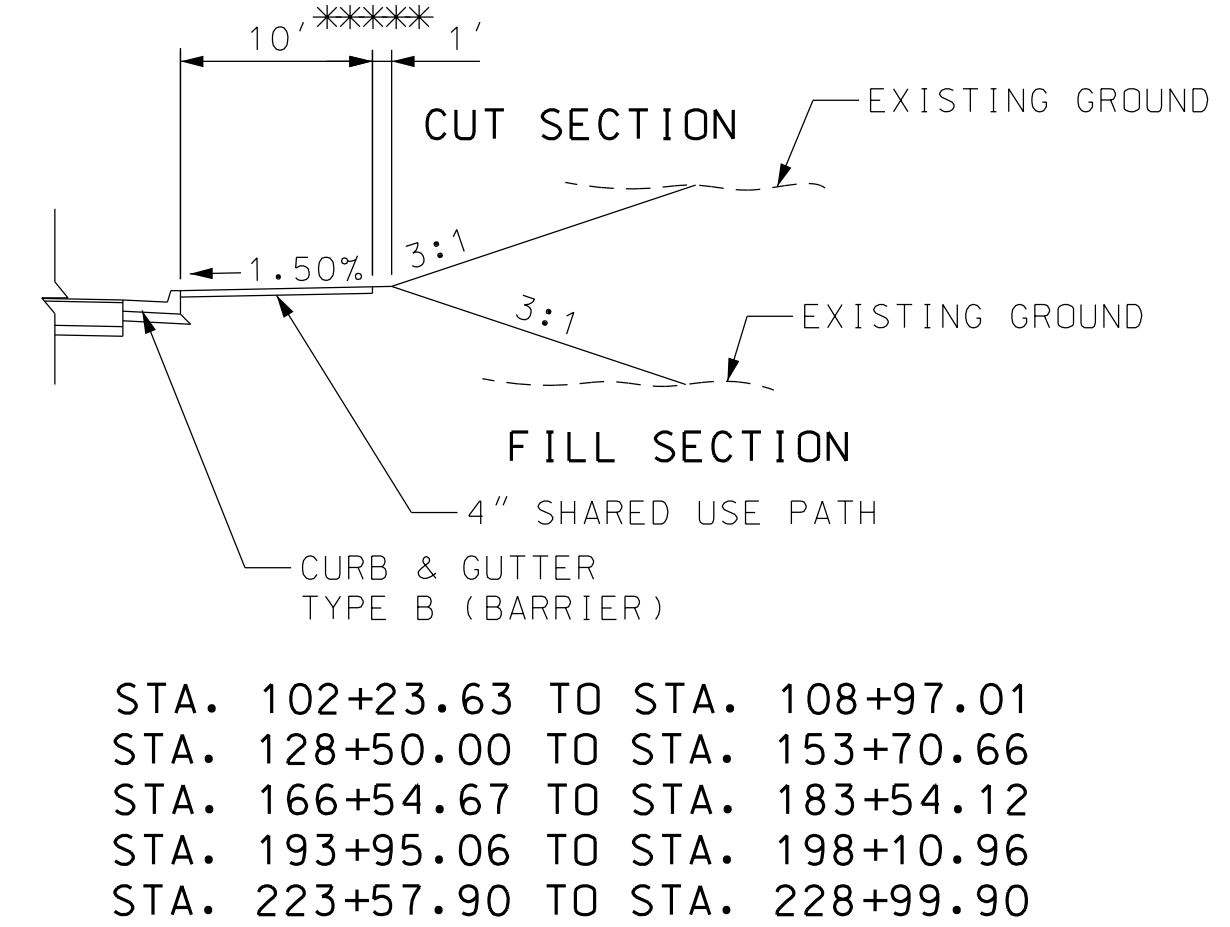 *****
10' 1'
CUT SECTION
EXISTING GROUND
3:1
1.50%
3:1
EXISTING GROUND
FILL SECTION
4" SHARED USE PATH
CURB & GUTTER
TYPE B (BARRIER)
STA. 102+23.63 TO STA. 108+97.01
STA. 128+50.00 TO STA. 153+70.66
STA. 166+54.67 TO STA. 183+54.12
STA. 193+95.06 TO STA. 198+10.96
STA. 223+57.90 TO STA. 228+99.90